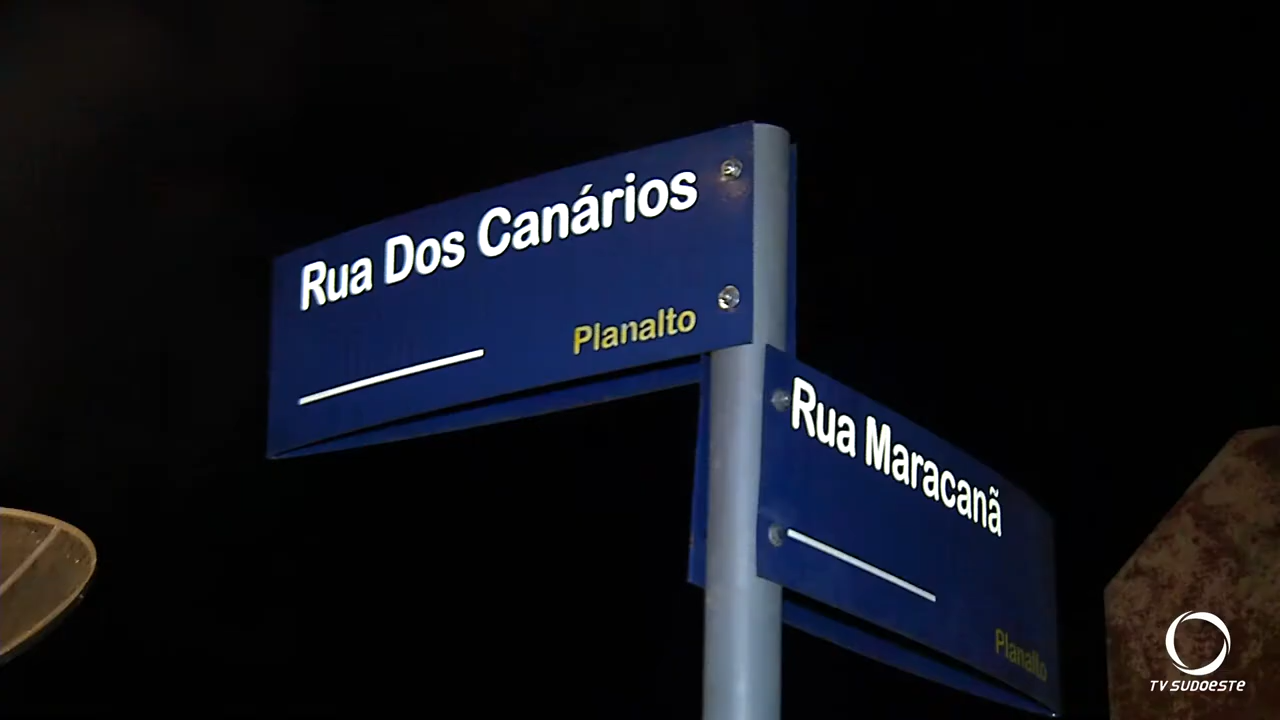 Rua Dos Canários
Planalto
Rua Maracanã
Planalto
TV SUDOESTE